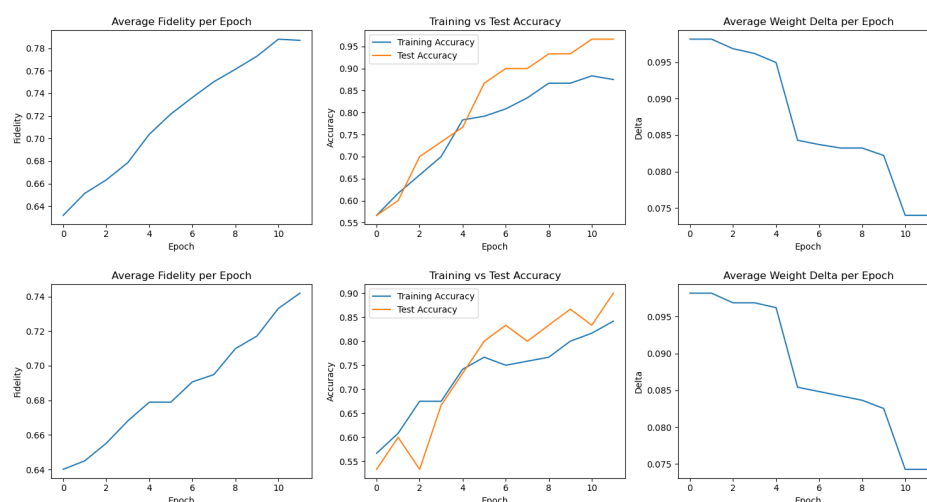 Average Fidelity per Epoch
Fidelity
0.78
0.76
0.74
0.72
0.70
0.68
0.66
0.64
0 2 4 6 8 10
Epoch
Training vs Test Accuracy
Training Accuracy
Test Accuracy
Accuracy
0.95
0.90
0.85
0.80
0.75
0.70
0.65
0.60
0.55
0 2 4 6 8 10
Epoch
Average Weight Delta per Epoch
Delta
0.095
0.090
0.085
0.080
0.075
0 2 4 6 8 10
Epoch
Average Fidelity per Epoch
Fidelity
0.74
0.72
0.70
0.68
0.66
0.64
0 2 4 6 8 10
Epoch
Training vs Test Accuracy
Training Accuracy
Test Accuracy
Accuracy
0.90
0.85
0.80
0.75
0.70
0.65
0.60
0.55
0 2 4 6 8 10
Epoch
Average Weight Delta per Epoch
Delta
0.095
0.090
0.085
0.080
0.075
0 2 4 6 8 10
Epoch